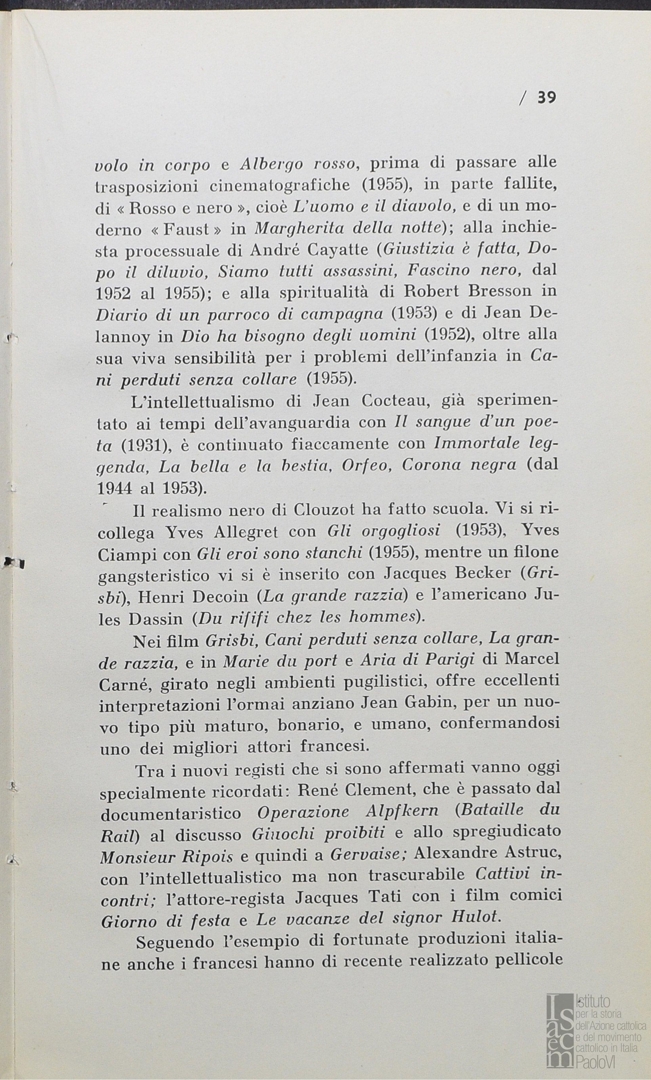 / 39
volo in corpo e Albergo rosso, prima di passare alle
trasposizioni cinematografiche (1955), in parte fallite,
di « Rosso e nero », cioè L'uomo e il diavolo, e di un mo-
derno « Faust » in Margherita della notte); alla inchie-
sta processuale di André Cayatte (Giustizia è fatta, Do-
po il diluvio, Siamo tutti assassini, Fascino nero, dal
1952 al 1955); e alla spiritualità di Robert Bresson in
Diario di un parroco di campagna (1953) e di Jean De-
lannoy in Dio ha bisogno degli uomini (1952), oltre alla
sua viva sensibilità per i problemi dell'infanzia in Ca-
ni perduti senza collare (1955).
L'intellettualismo di Jean Cocteau, già sperimen-
tato ai tempi dell'avanguardia con Il sangue d'un poe-
ta (1931), è continuato fiaccamente con Immortale leg-
genda, La bella e la bestia, Orfeo, Corona negra (dal
1944 al 1953).
Il realismo nero di Clouzot ha fatto scuola. Vi si ri-
collega Yves Allegret con Gli orgogliosi (1953), Yves
Ciampi con Gli eroi sono stanchi (1955), mentre un filone
gangsteristico vi si è inserito con Jacques Becker (Gri-
sbi), Henri Decoin (La grande razzia) e l'americano Ju-
les Dassin (Du rififi chez les hommes).
Nei film Grisbi, Cani perduti senza collare, La gran-
de razzia, e in Marie du port e Aria di Parigi di Marcel
Carné, girato negli ambienti pugilistici, offre eccellenti
interpretazioni l'ormai anziano Jean Gabin, per un nuo-
vo tipo più maturo, bonario, e umano, confermandosi
uno dei migliori attori francesi.
Tra i nuovi registi che si sono affermati vanno oggi
specialmente ricordati: René Clement, che è passato dal
documentaristico Operazione Alpfkern (Bataille du
Rail) al discusso Giuochi proibiti e allo spregiudicato
Monsieur Ripois e quindi a Gervaise; Alexandre Astruc,
con l'intellettualistico ma non trascurabile Cattivi in-
contri; l'attore-regista Jacques Tati con i film comici
Giorno di festa e Le vacanze del signor Hulot.
Seguendo l'esempio di fortunate produzioni italia-
ne anche i francesi hanno di recente realizzato pellicole
Isacem
Istituto
per la storia
dell'Azione cattolica
e del movimento
cattolico in Italia
PaoloVI